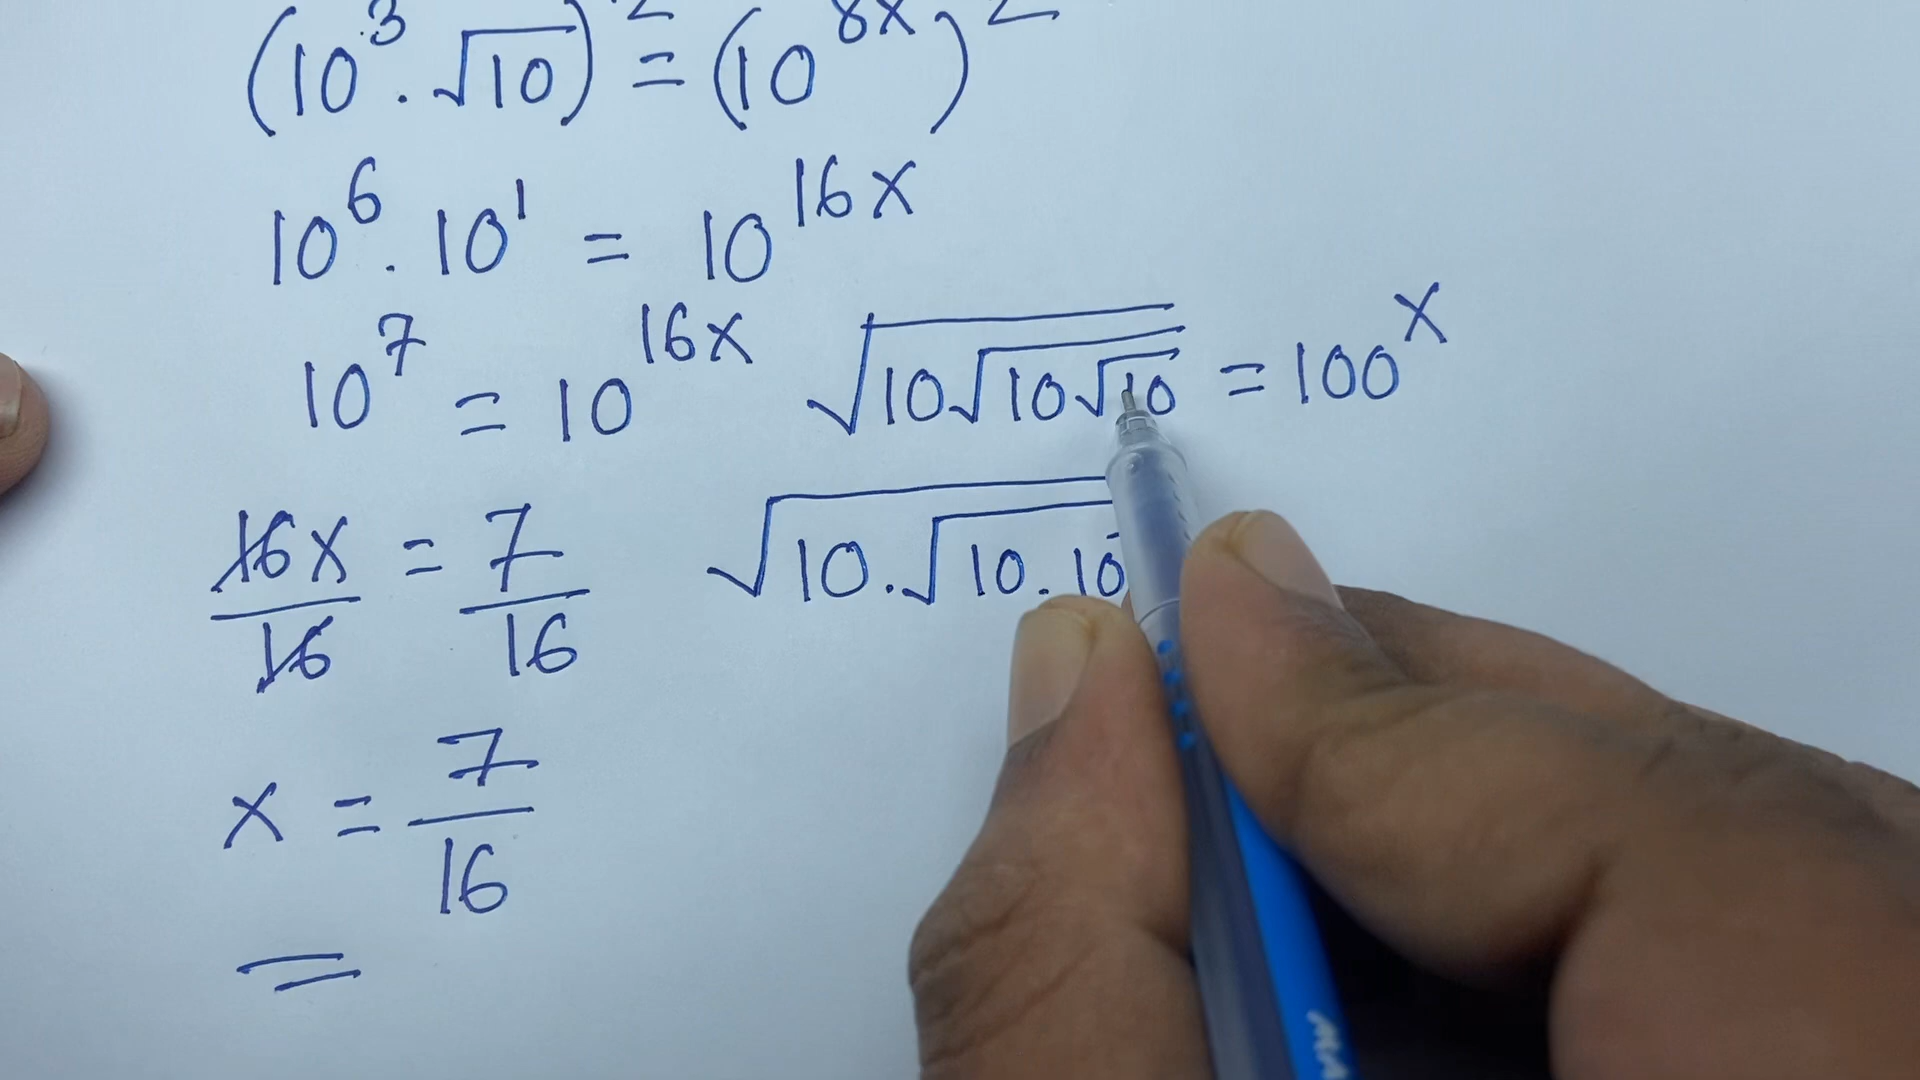 (10³ . √10)² = (10^8x)²
10⁶ . 10¹ = 10^16x
10⁷ = 10^16x
16x/16 = 7/16
x = 7/16
√(10√(10√10)) = 100^x
√(10 . √(10 . 10